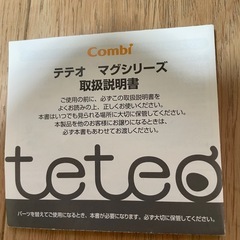 Combi
テテオ マグシリーズ
取扱説明書
ご使用の前に、必ずこの取扱説明書を
よくお読みの上、正しくお使いください。
本書はいつでも見られる場所に大切に保管してください。
本製品を他のお客様にお譲りになるときは、
必ず本書もあわせてお渡しください。
teteo
パーツを揃えてご使用になるとき、本書が必要になります。必ず大切に保管してください。